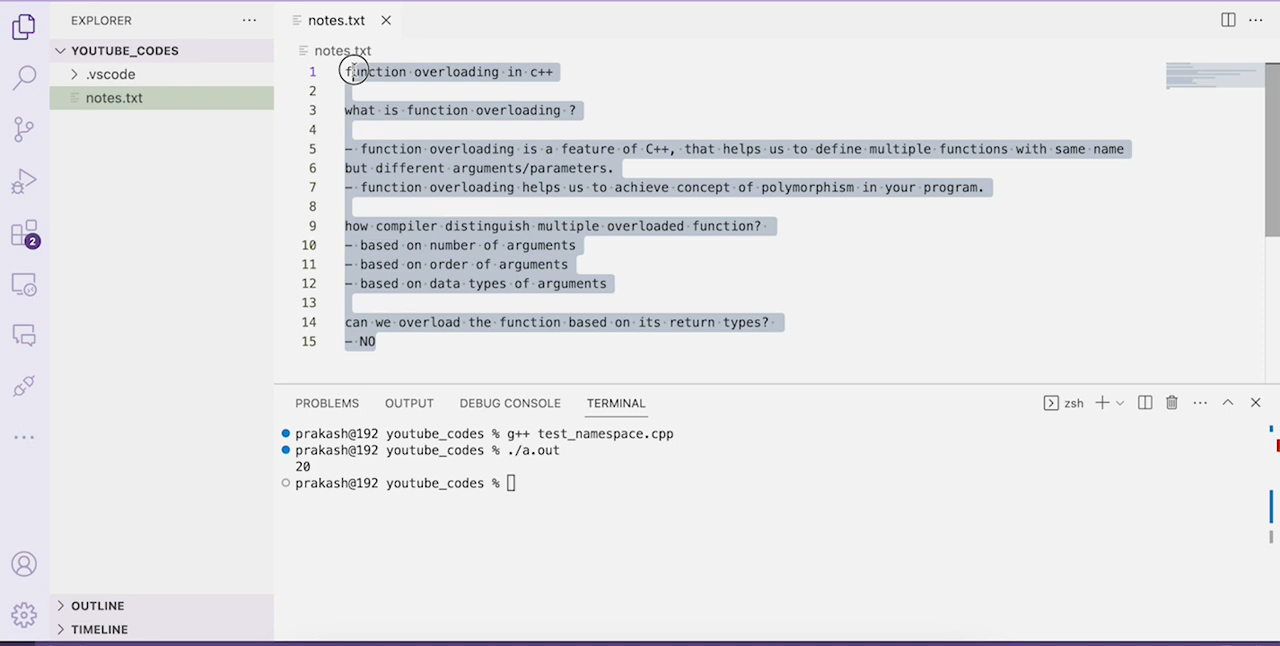 EXPLORER
YOUTUBE_CODES
.vscode
notes.txt
OUTLINE
TIMELINE
2
notes.txt
notes.txt
1 function overloading in c++
2
3 what is function overloading ?
4
5 - function overloading is a feature of C++, that helps us to define multiple functions with same name
6 but different arguments/parameters.
7 - function overloading helps us to achieve concept of polymorphism in your program.
8
9 how compiler distinguish multiple overloaded function?
10 - based on number of arguments
11 - based on order of arguments
12 - based on data types of arguments
13
14 can we overload the function based on its return types?
15 - NO
PROBLEMS OUTPUT DEBUG CONSOLE TERMINAL zsh
prakash@192 youtube_codes % g++ test_namespace.cpp
prakash@192 youtube_codes % ./a.out
20
prakash@192 youtube_codes %